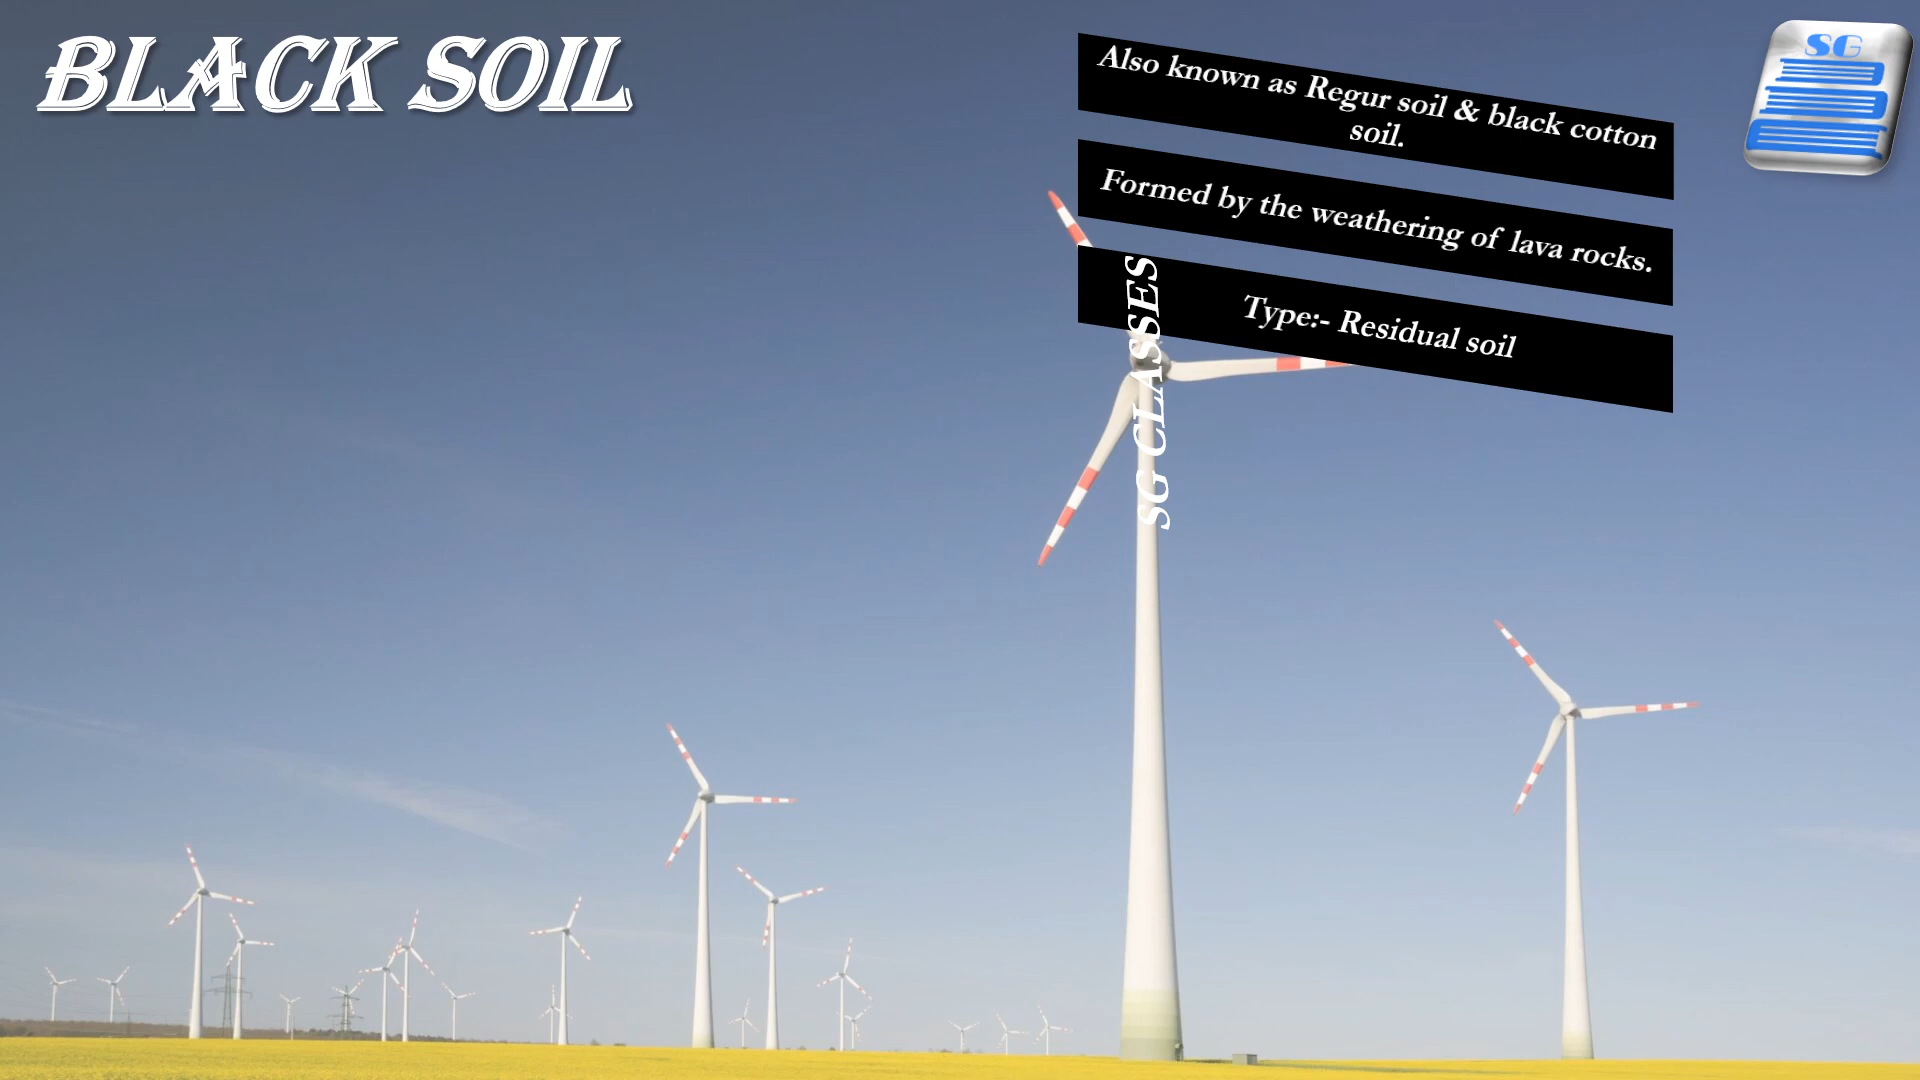 BLACK SOIL
SG
Also known as Regur soil & black cotton
soil.
Formed by the weathering of lava rocks.
Type:- Residual soil
SG CLASSES